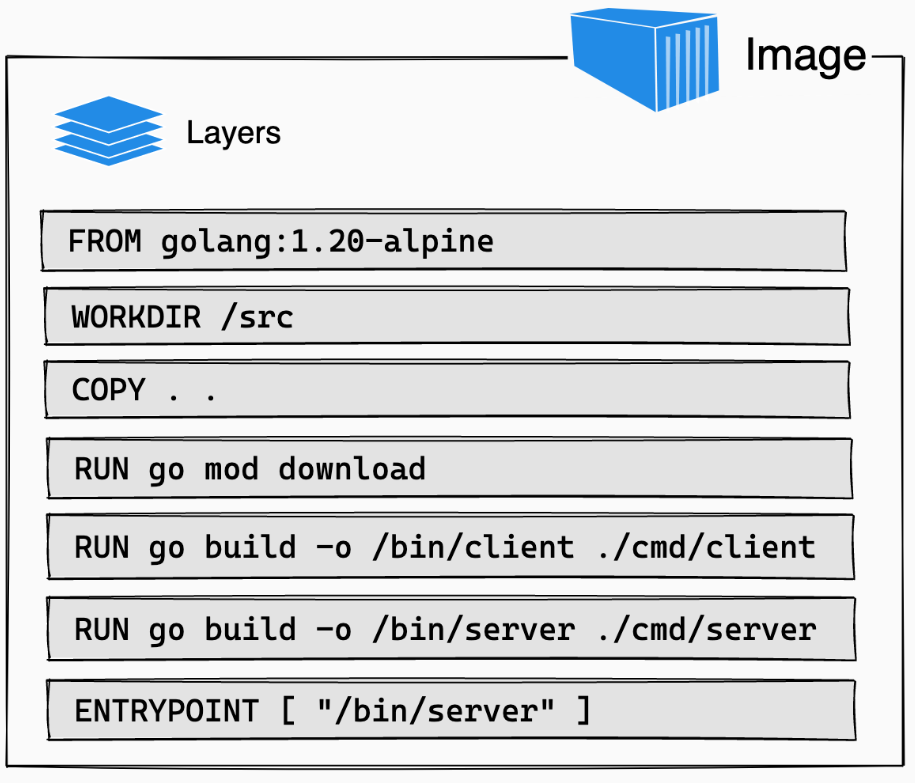 Image
Layers
FROM golang:1.20-alpine
WORKDIR /src
COPY . .
RUN go mod download
RUN go build -o /bin/client ./cmd/client
RUN go build -o /bin/server ./cmd/server
ENTRYPOINT [ "/bin/server" ]